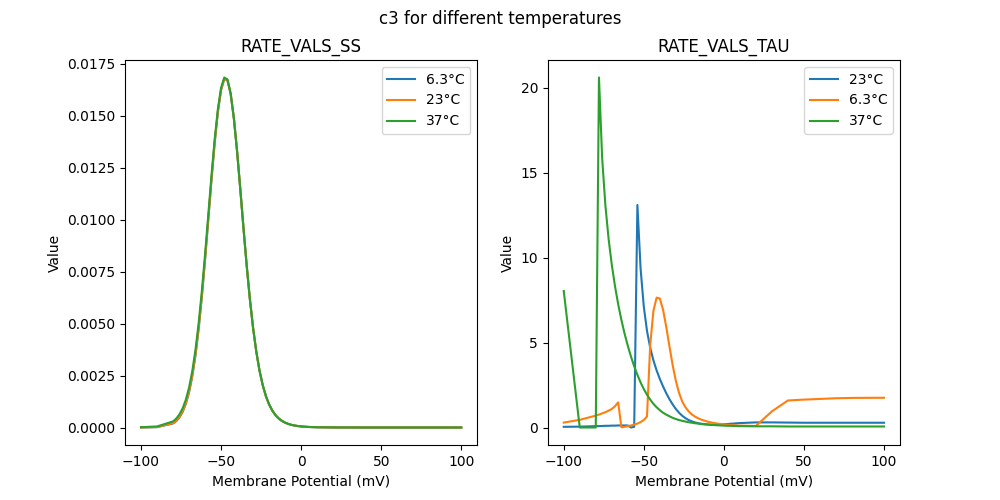 c3 for different temperatures
RATE_VALS_SS
0.0175
0.0150
0.0125
0.0100
0.0075
0.0050
0.0025
0.0000
Value
6.3°C
23°C
37°C
−100
−50
0
50
100
Membrane Potential (mV)
RATE_VALS_TAU
20
15
10
5
0
Value
23°C
6.3°C
37°C
−100
−50
0
50
100
Membrane Potential (mV)